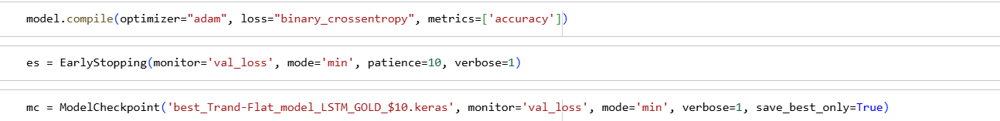 model.compile(optimizer="adam", loss="binary_crossentropy", metrics=['accuracy'])
es = EarlyStopping(monitor='val_loss', mode='min', patience=10, verbose=1)
mc = ModelCheckpoint('best_Trand-Flat_model_LSTM_GOLD_$10.keras', monitor='val_loss', mode='min', verbose=1, save_best_only=True)